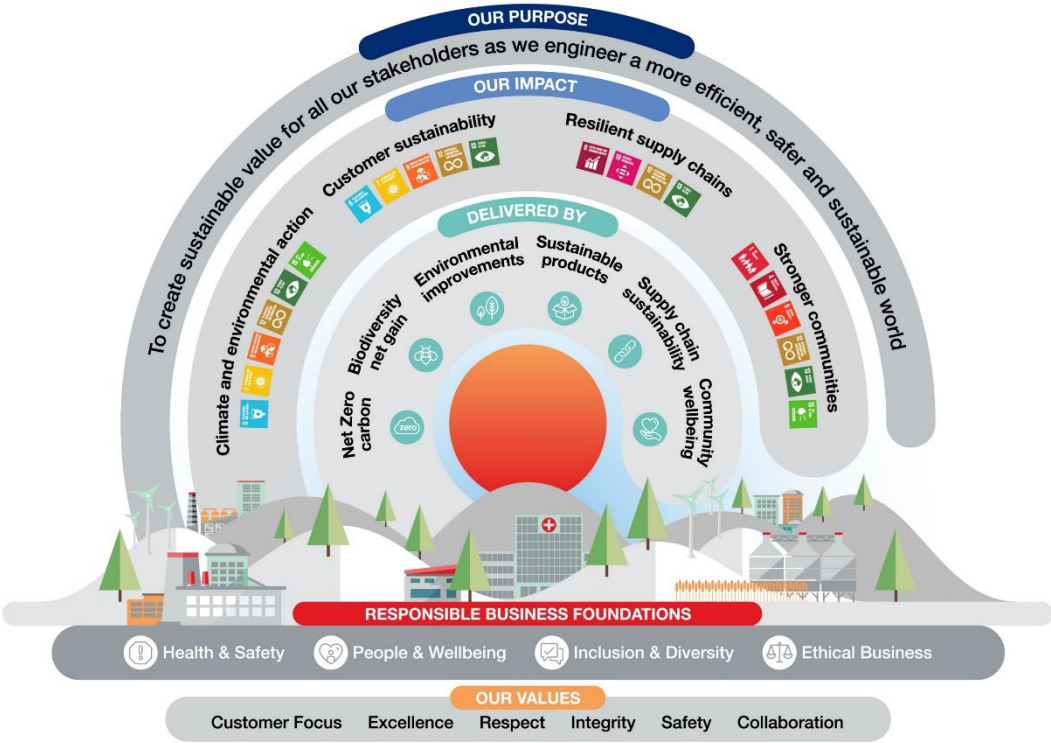 OUR PURPOSE
To create sustainable value for all our stakeholders as we engineer a more efficient, safer and sustainable world
OUR IMPACT
Climate and environmental action
Customer sustainability
Resilient supply chains
Stronger communities
DELIVERED BY
Net Zero
carbon
zero
Biodiversity
net gain
Environmental
improvements
Sustainable
products
Supply chain
sustainability
Community
wellbeing
RESPONSIBLE BUSINESS FOUNDATIONS
Health & Safety
People & Wellbeing
Inclusion & Diversity
Ethical Business
OUR VALUES
Customer Focus Excellence Respect Integrity Safety Collaboration